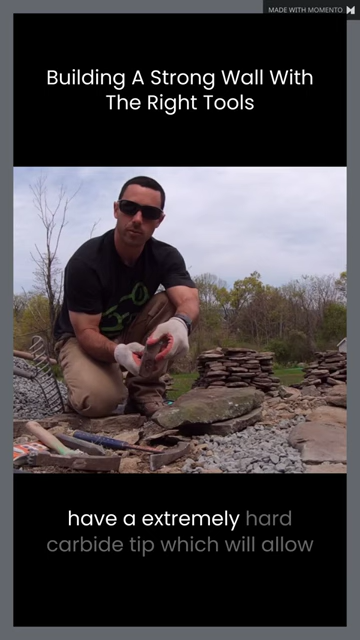 MADE WITH MOMENTO
Building A Strong Wall With
The Right Tools
have a extremely hard
carbide tip which will allow